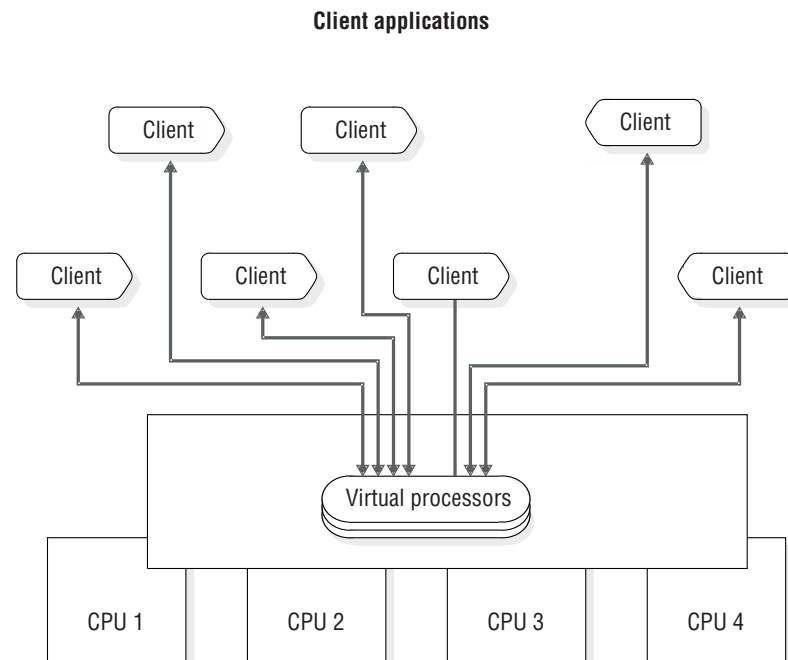 Client applications
Client
Client
Client
Client
Client
Client
Client
Virtual processors
CPU 1
CPU 2
CPU 3
CPU 4